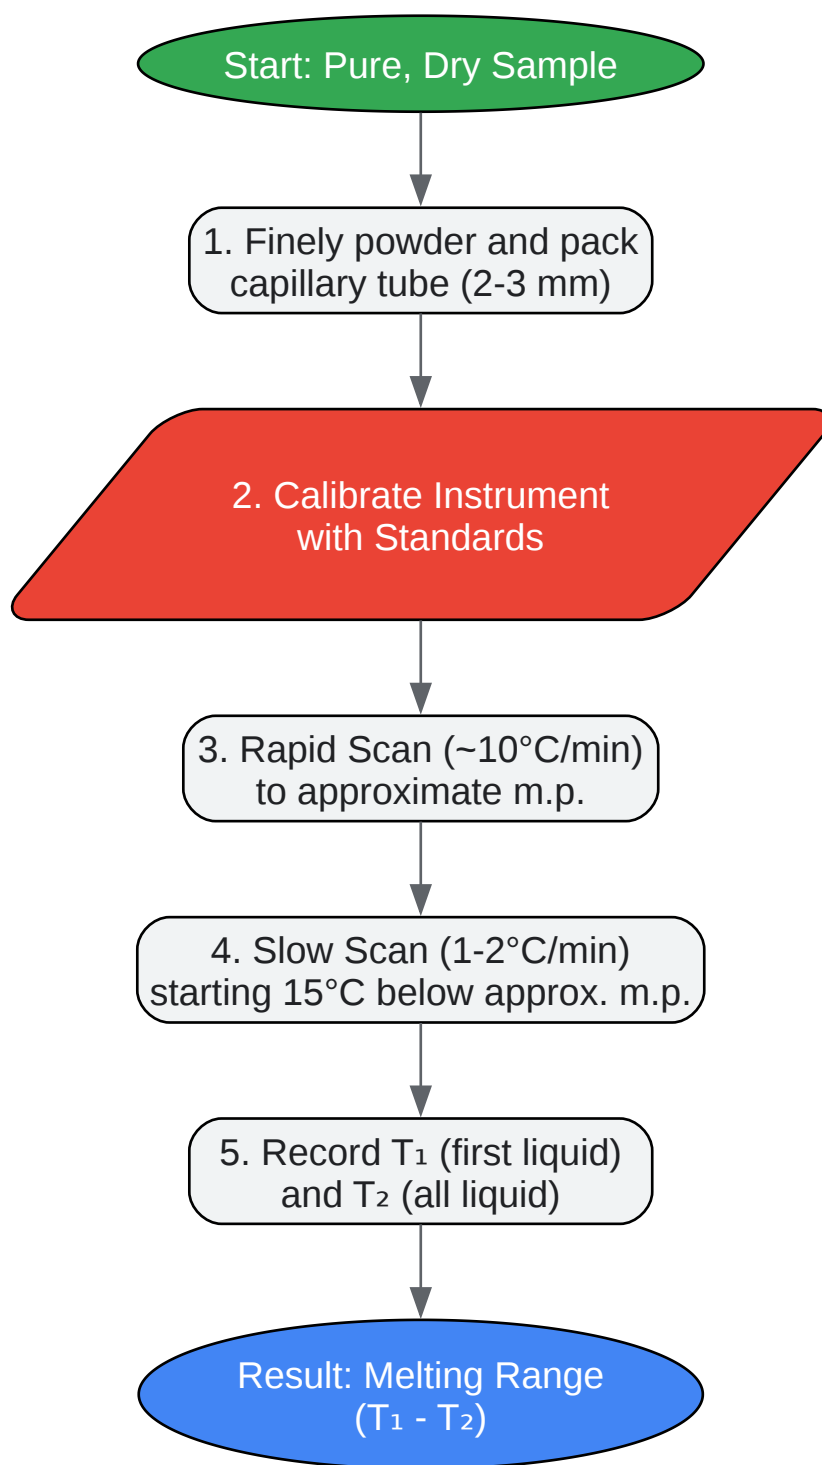 Start: Pure, Dry Sample
1. Finely powder and pack
capillary tube (2-3 mm)
2. Calibrate Instrument
with Standards
3. Rapid Scan (~10°C/min)
to approximate m.p.
4. Slow Scan (1-2°C/min)
starting 15°C below approx. m.p.
5. Record T₁ (first liquid)
and T₂ (all liquid)
Result: Melting Range
(T₁ - T₂)